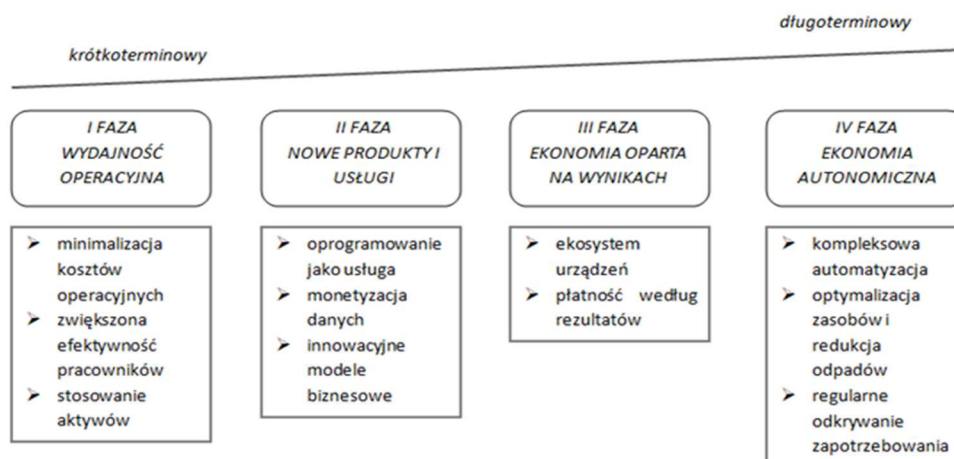 krótkoterminowy
długoterminowy
I FAZA
WYDAJNOŚĆ
OPERACYJNA
II FAZA
NOWE PRODUKTY I
USŁUGI
III FAZA
EKONOMIA OPARTA
NA WYNIKACH
IV FAZA
EKONOMIA
AUTONOMICZNA
➢ minimalizacja
kosztów
operacyjnych
➢ zwiększona
efektywność
pracowników
➢ stosowanie
aktywów
➢ oprogramowanie
jako usługa
➢ monetyzacja
danych
➢ innowacyjne
modele
biznesowe
➢ ekosystem
urządzeń
➢ płatność według
rezultatów
➢ kompleksowa
automatyzacja
➢ optymalizacja
zasobów i
redukcja
odpadów
➢ regularne
odkrywanie
zapotrzebowania